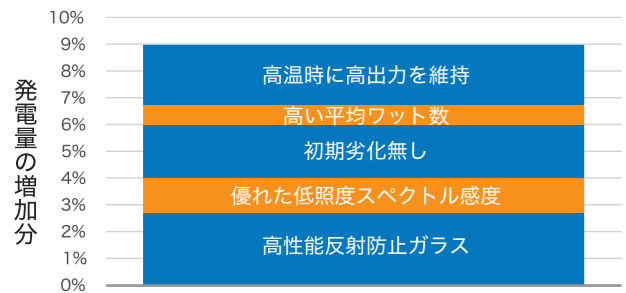 発電量の増加分
10%
9%
8%
7%
6%
5%
4%
3%
2%
1%
0%
高温時に高出力を維持
高い平均ワット数
初期劣化無し
優れた低照度スペクトル感度
高性能反射防止ガラス